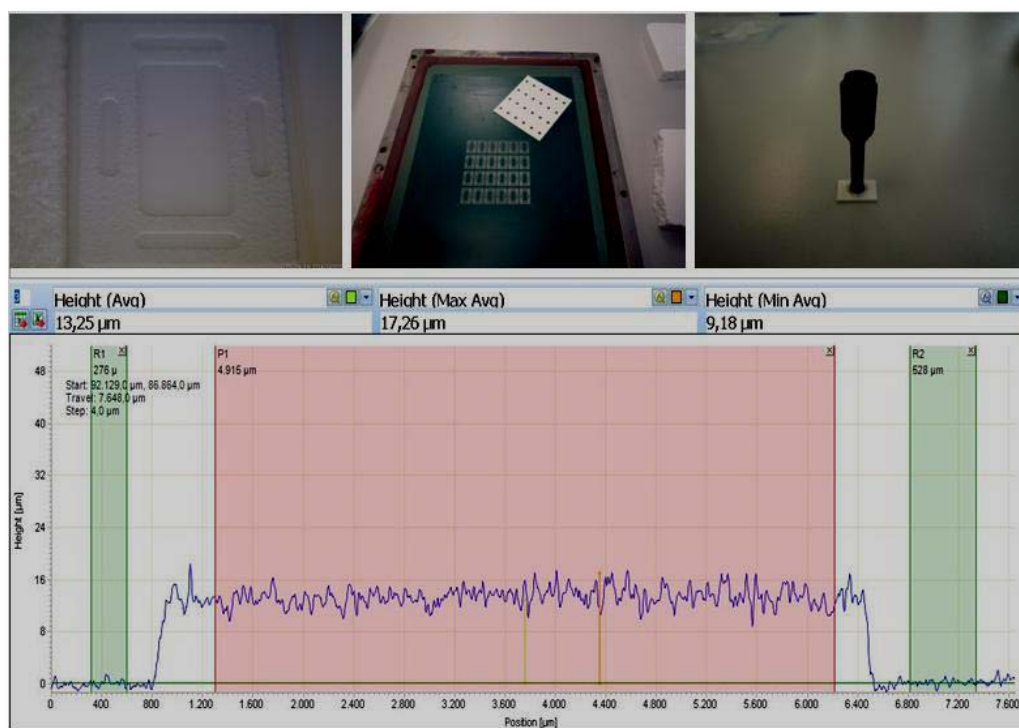 Height (Avg)
Height (Max Avg)
Height (Min Avg)
13,25 µm
17,26 µm
9,18 µm
R1
276 µ
P1
4.915 µm
R2
528 µm
Start: 92.129,0 µm, 86.864,0 µm
Travel: 7.648,0 µm
Step: 4,0 µm
48
40
32
24
16
8
0
Height [µm]
0 400 800 1.200 1.600 2.000 2.400 2.800 3.200 3.600 4.000 4.400 4.800 5.200 5.600 6.000 6.400 6.800 7.200 7.600
Position [µm]